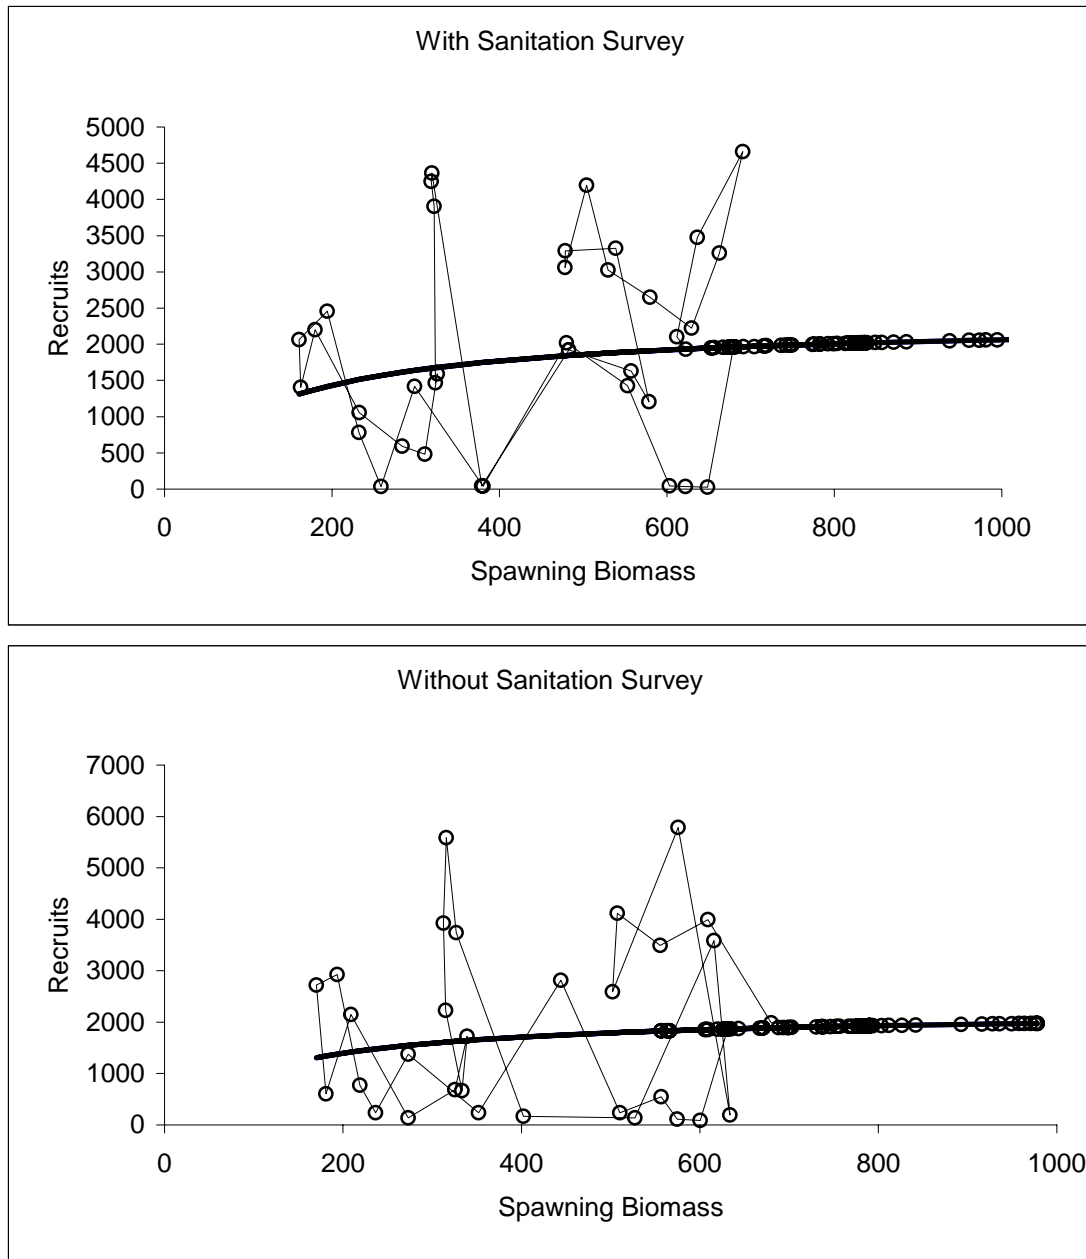 With Sanitation Survey
5000
4500
4000
3500
3000
2500
2000
1500
1000
500
0
Recruits
0 200 400 600 800 1000
Spawning Biomass
Without Sanitation Survey
7000
6000
5000
4000
3000
2000
1000
0
Recruits
0 200 400 600 800 1000
Spawning Biomass